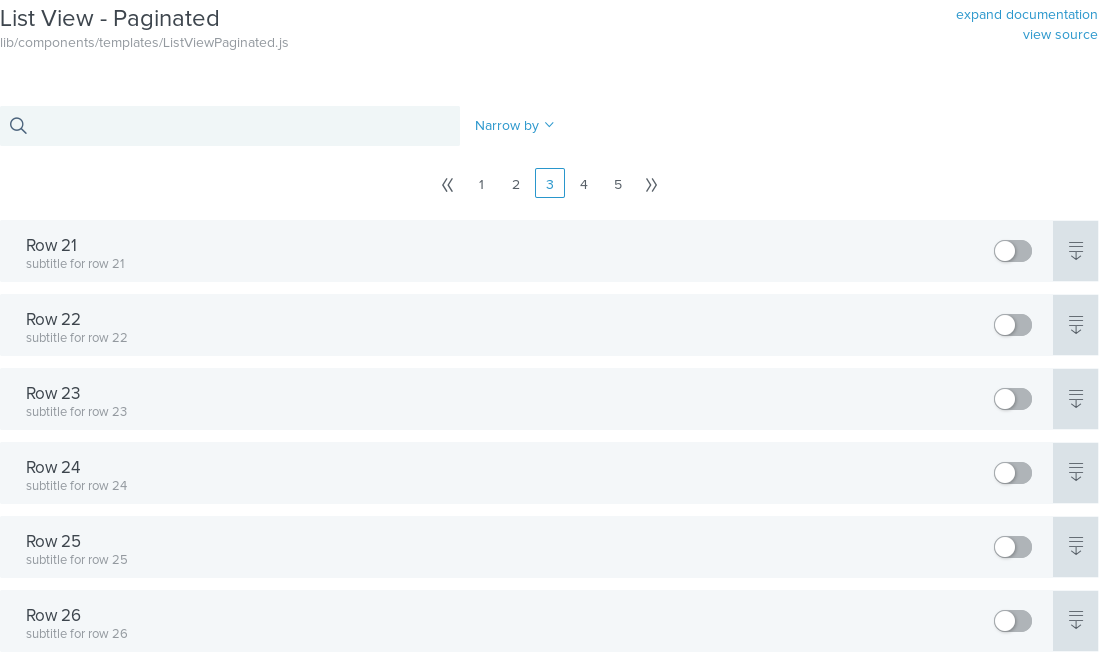 List View - Paginated
expand documentation
lib/components/templates/ListViewPaginated.js
view source
Narrow by
1 2 3 4 5
Row 21
subtitle for row 21
Row 22
subtitle for row 22
Row 23
subtitle for row 23
Row 24
subtitle for row 24
Row 25
subtitle for row 25
Row 26
subtitle for row 26